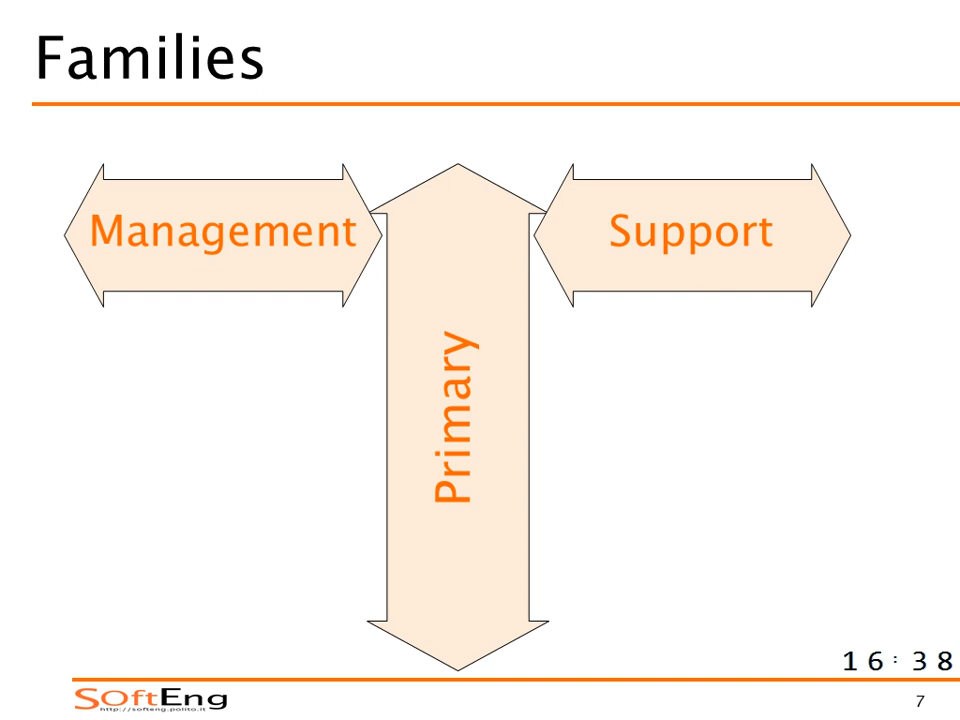 Families
Management
Support
Primary
16:38
SOftEng
http://softeng.polito.it
7